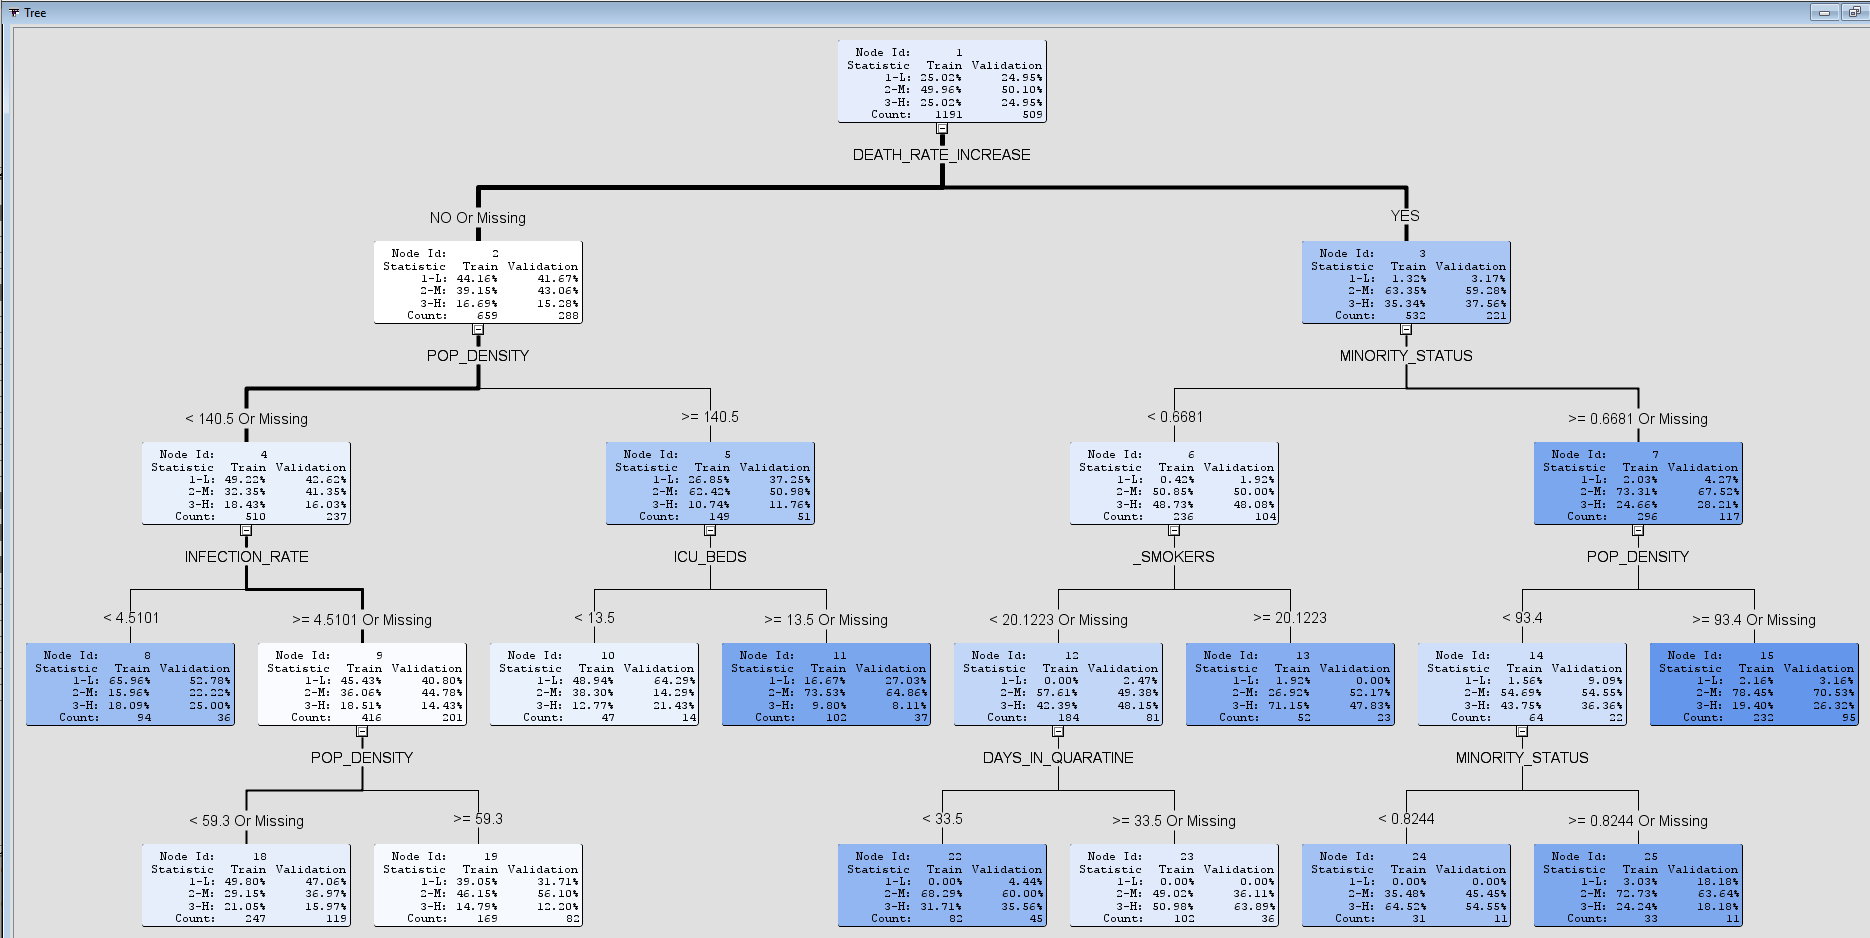 Tree
Node Id: 1
Statistic Train Validation
1-L: 25.02% 24.95%
2-M: 49.96% 50.10%
3-H: 25.02% 24.95%
Count: 1191 509
DEATH_RATE_INCREASE
NO Or Missing
YES
Node Id: 2
Statistic Train Validation
1-L: 44.16% 41.67%
2-M: 39.15% 43.06%
3-H: 16.69% 15.28%
Count: 659 288
Node Id: 3
Statistic Train Validation
1-L: 1.32% 3.17%
2-M: 63.35% 59.28%
3-H: 35.34% 37.56%
Count: 532 221
POP_DENSITY
MINORITY_STATUS
< 140.5 Or Missing
>= 140.5
< 0.6681
>= 0.6681 Or Missing
Node Id: 4
Statistic Train Validation
1-L: 49.22% 42.62%
2-M: 32.35% 41.35%
3-H: 18.43% 16.03%
Count: 510 237
Node Id: 5
Statistic Train Validation
1-L: 26.85% 37.25%
2-M: 62.42% 50.98%
3-H: 10.74% 11.76%
Count: 149 51
Node Id: 6
Statistic Train Validation
1-L: 0.42% 1.92%
2-M: 50.85% 50.00%
3-H: 48.73% 48.08%
Count: 236 104
Node Id: 7
Statistic Train Validation
1-L: 2.03% 4.27%
2-M: 73.31% 67.52%
3-H: 24.66% 28.21%
Count: 296 117
INFECTION_RATE
ICU_BEDS
_SMOKERS
POP_DENSITY
< 4.5101
>= 4.5101 Or Missing
< 13.5
>= 13.5 Or Missing
< 20.1223 Or Missing
>= 20.1223
< 93.4
>= 93.4 Or Missing
Node Id: 8
Statistic Train Validation
1-L: 65.96% 52.78%
2-M: 15.96% 22.22%
3-H: 18.09% 25.00%
Count: 94 36
Node Id: 9
Statistic Train Validation
1-L: 45.43% 40.80%
2-M: 36.06% 44.78%
3-H: 18.51% 14.43%
Count: 416 201
Node Id: 10
Statistic Train Validation
1-L: 48.94% 64.29%
2-M: 38.30% 14.29%
3-H: 12.77% 21.43%
Count: 47 14
Node Id: 11
Statistic Train Validation
1-L: 16.67% 27.03%
2-M: 73.53% 64.86%
3-H: 9.80% 8.11%
Count: 102 37
Node Id: 12
Statistic Train Validation
1-L: 0.00% 2.47%
2-M: 57.61% 49.38%
3-H: 42.39% 48.15%
Count: 184 81
Node Id: 13
Statistic Train Validation
1-L: 1.92% 0.00%
2-M: 26.92% 52.17%
3-H: 71.15% 47.83%
Count: 52 23
Node Id: 14
Statistic Train Validation
1-L: 1.56% 9.09%
2-M: 54.69% 54.55%
3-H: 43.75% 36.36%
Count: 64 22
Node Id: 15
Statistic Train Validation
1-L: 2.16% 3.16%
2-M: 78.45% 70.53%
3-H: 19.40% 26.32%
Count: 232 95
POP_DENSITY
DAYS_IN_QUARATINE
MINORITY_STATUS
< 59.3 Or Missing
>= 59.3
< 33.5
>= 33.5 Or Missing
< 0.8244
>= 0.8244 Or Missing
Node Id: 18
Statistic Train Validation
1-L: 49.80% 47.06%
2-M: 29.15% 36.97%
3-H: 21.05% 15.97%
Count: 247 119
Node Id: 19
Statistic Train Validation
1-L: 39.05% 31.71%
2-M: 46.15% 56.10%
3-H: 14.79% 12.20%
Count: 169 82
Node Id: 22
Statistic Train Validation
1-L: 0.00% 4.44%
2-M: 68.29% 60.00%
3-H: 31.71% 35.56%
Count: 82 45
Node Id: 23
Statistic Train Validation
1-L: 0.00% 0.00%
2-M: 49.02% 36.11%
3-H: 50.98% 63.89%
Count: 102 36
Node Id: 24
Statistic Train Validation
1-L: 0.00% 0.00%
2-M: 35.48% 45.45%
3-H: 64.52% 54.55%
Count: 31 11
Node Id: 25
Statistic Train Validation
1-L: 3.03% 18.18%
2-M: 72.73% 63.64%
3-H: 24.24% 18.18%
Count: 33 11